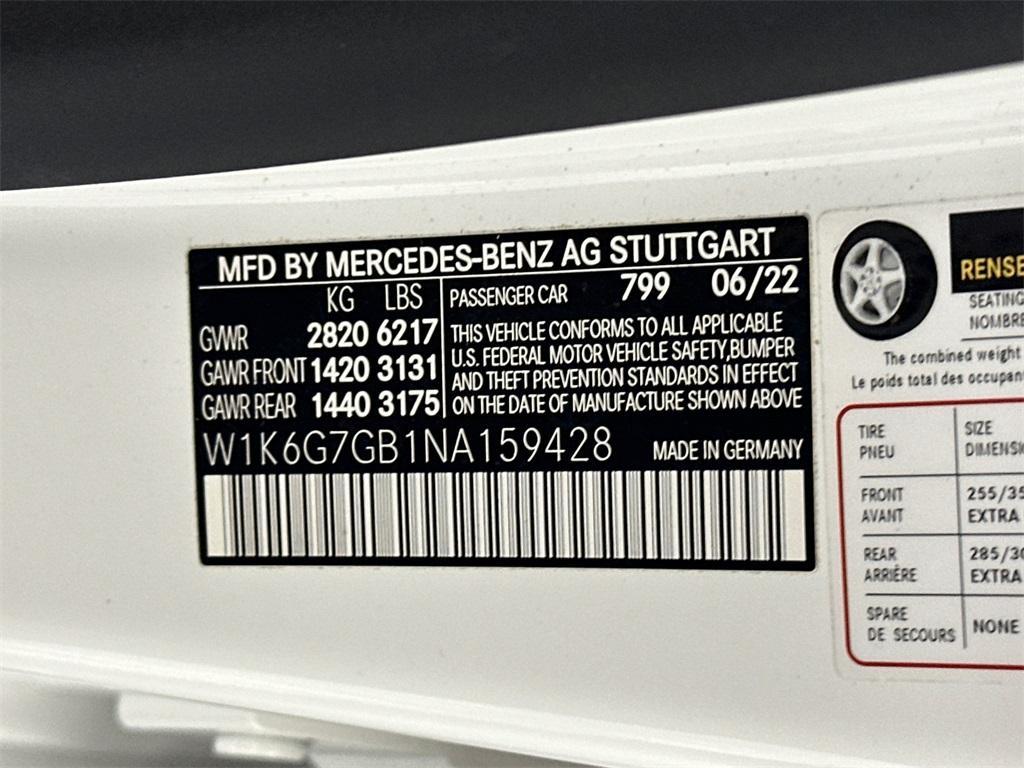 MFD BY MERCEDES-BENZ AG STUTTGART
KG LBS
PASSENGER CAR 799 06/22
GVWR 2820 6217
GAWR FRONT 1420 3131
GAWR REAR 1440 3175
THIS VEHICLE CONFORMS TO ALL APPLICABLE
U.S. FEDERAL MOTOR VEHICLE SAFETY,BUMPER
AND THEFT PREVENTION STANDARDS IN EFFECT
ON THE DATE OF MANUFACTURE SHOWN ABOVE
W1K6G7GB1NA159428 MADE IN GERMANY
RENSE
SEATING
NOMBRE
The combined weight
Le poids total des occupan
TIRE
PNEU
SIZE
DIMENSI
FRONT
AVANT
255/35
EXTRA
REAR
ARRIÈRE
285/30
EXTRA
SPARE
DE SECOURS
NONE